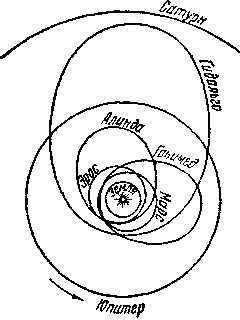 Сатурн
Гидальго
Алинда
Ганимед
Эрос
Земля
Марс
Юпитер